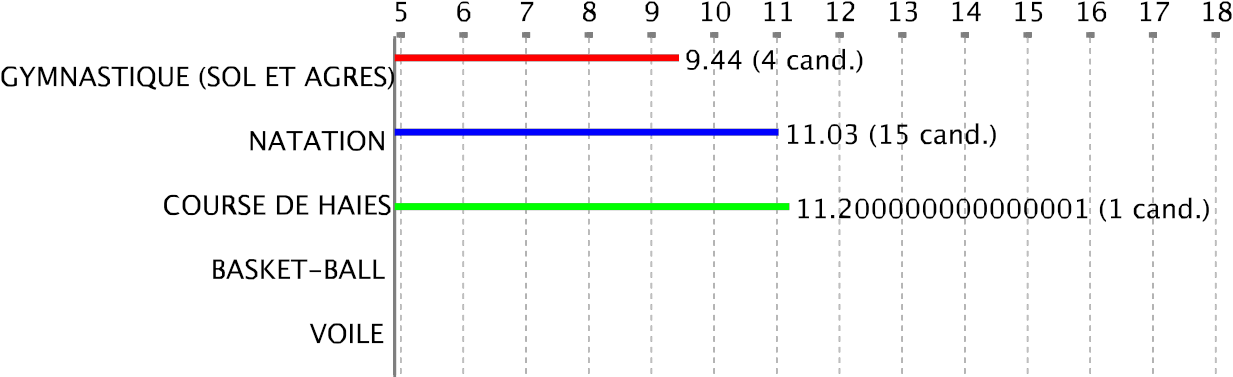 5 6 7 8 9 10 11 12 13 14 15 16 17 18
GYMNASTIQUE (SOL ET AGRES) 9.44 (4 cand.)
NATATION 11.03 (15 cand.)
COURSE DE HAIES 11.200000000000001 (1 cand.)
BASKET-BALL
VOILE